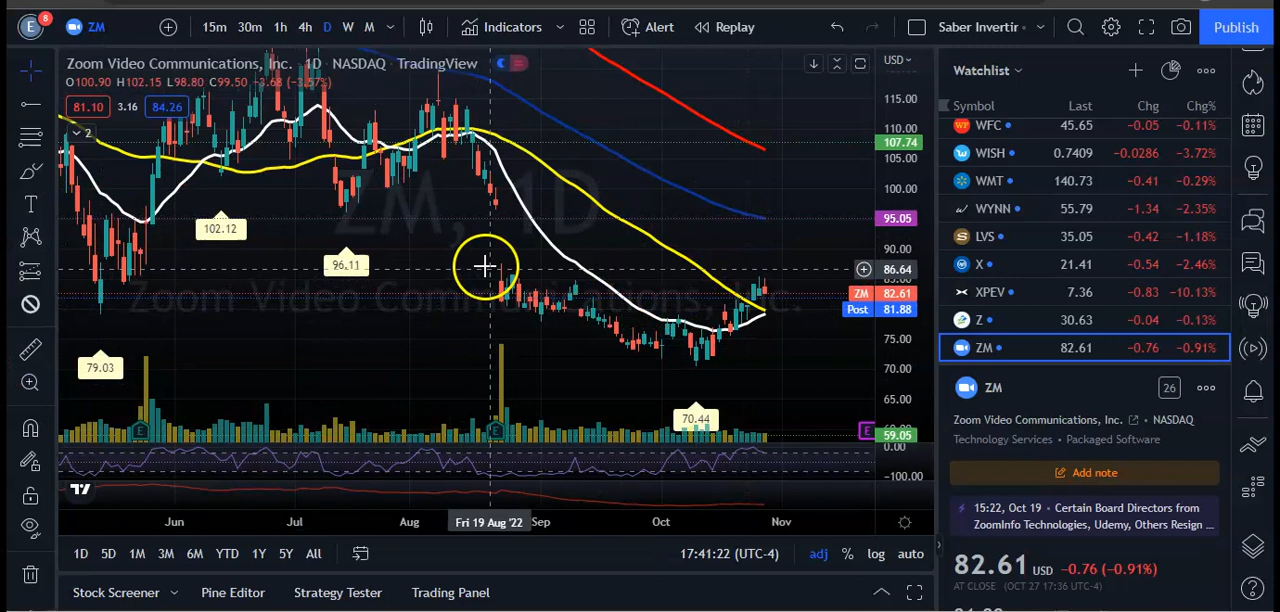 E 8 ZM 15m 30m 1h 4h D W M Indicators Alert Replay Saber Invertir Publish
Zoom Video Communications, Inc. · 1D · NASDAQ TradingView
O100.90 H102.15 L98.80 C99.50 -3.68 (-3.57%)
81.10 3.16 84.26
2
USD
115.00
110.00
107.74
105.00
100.00
95.05
90.00
86.64
ZM 82.61
Post 81.88
75.00
70.00
65.00
59.05
0.00
-100.00
ZM, 1D
Zoom Video Communications, Inc.
102.12
96.11
79.03
70.44
E
E
E
Jun Jul Aug Fri 19 Aug '22 Sep Oct Nov
1D 5D 1M 3M 6M YTD 1Y 5Y All 17:41:22 (UTC-4) adj % log auto
Stock Screener Pine Editor Strategy Tester Trading Panel
Watchlist
Symbol Last Chg Chg%
WFC 45.65 -0.05 -0.11%
WISH 0.7409 -0.0286 -3.72%
WMT 140.73 -0.41 -0.29%
WYNN 55.79 -1.34 -2.35%
LVS 35.05 -0.42 -1.18%
X 21.41 -0.54 -2.46%
XPEV 7.36 -0.83 -10.13%
Z 30.63 -0.04 -0.13%
ZM 82.61 -0.76 -0.91%
ZM 26
Zoom Video Communications, Inc. · NASDAQ
Technology Services · Packaged Software
Add note
15:22, Oct 19 · Certain Board Directors from
ZoomInfo Technologies, Udemy, Others Resign ...
82.61 USD -0.76 (-0.91%)
AT CLOSE (OCT 27 17:36 UTC-4)